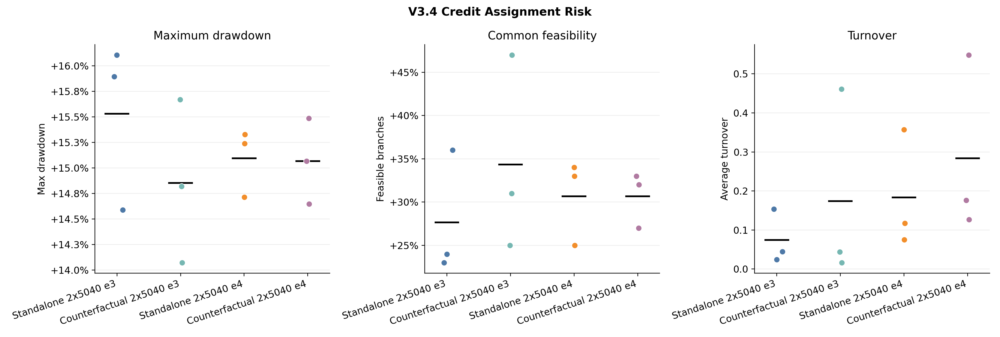 V3.4 Credit Assignment Risk
Maximum drawdown
Max drawdown
+16.0%
+15.8%
+15.5%
+15.3%
+15.0%
+14.8%
+14.5%
+14.3%
+14.0%
Standalone 2x5040 e3
Counterfactual 2x5040 e3
Standalone 2x5040 e4
Counterfactual 2x5040 e4
Common feasibility
Feasible branches
+45%
+40%
+35%
+30%
+25%
Standalone 2x5040 e3
Counterfactual 2x5040 e3
Standalone 2x5040 e4
Counterfactual 2x5040 e4
Turnover
Average turnover
0.5
0.4
0.3
0.2
0.1
0.0
Standalone 2x5040 e3
Counterfactual 2x5040 e3
Standalone 2x5040 e4
Counterfactual 2x5040 e4